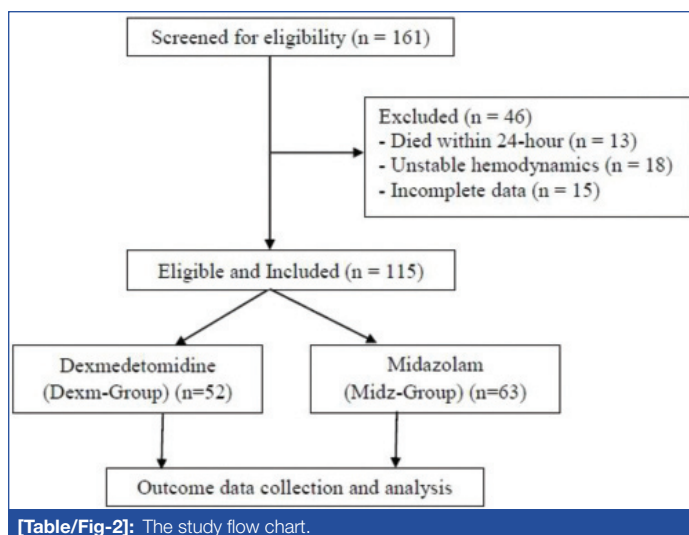 Screened for eligibility (n = 161)
Excluded (n = 46)
- Died within 24-hour (n = 13)
- Unstable hemodynamics (n = 18)
- Incomplete data (n = 15)
Eligible and Included (n = 115)
Dexmedetomidine
(Dexm-Group) (n=52)
Midazolam
(Midz-Group) (n=63)
Outcome data collection and analysis
[Table/Fig-2]: The study flow chart.